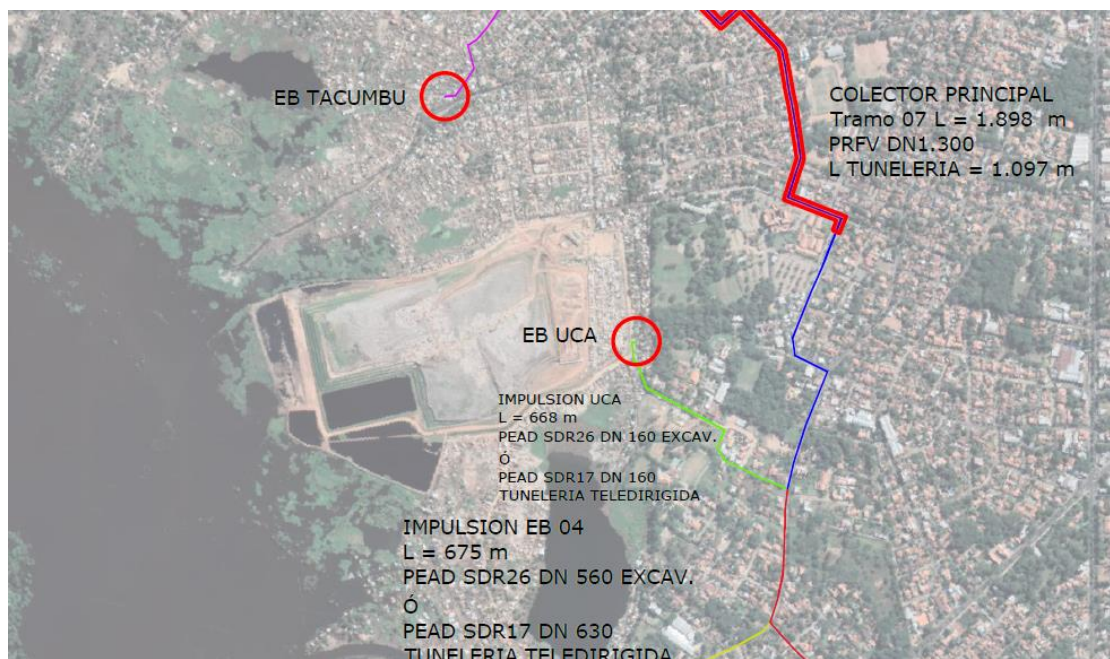 EB TACUMBU
COLECTOR PRINCIPAL
Tramo 07 L = 1.898 m
PRFV DN1.300
L TUNELERIA = 1.097 m
EB UCA
IMPULSION UCA
L = 668 m
PEAD SDR26 DN 160 EXCAV.
Ó
PEAD SDR17 DN 160
TUNELERIA TELEDIRIGIDA
IMPULSION EB 04
L = 675 m
PEAD SDR26 DN 560 EXCAV.
Ó
PEAD SDR17 DN 630
TUNELERIA TELEDIRIGIDA